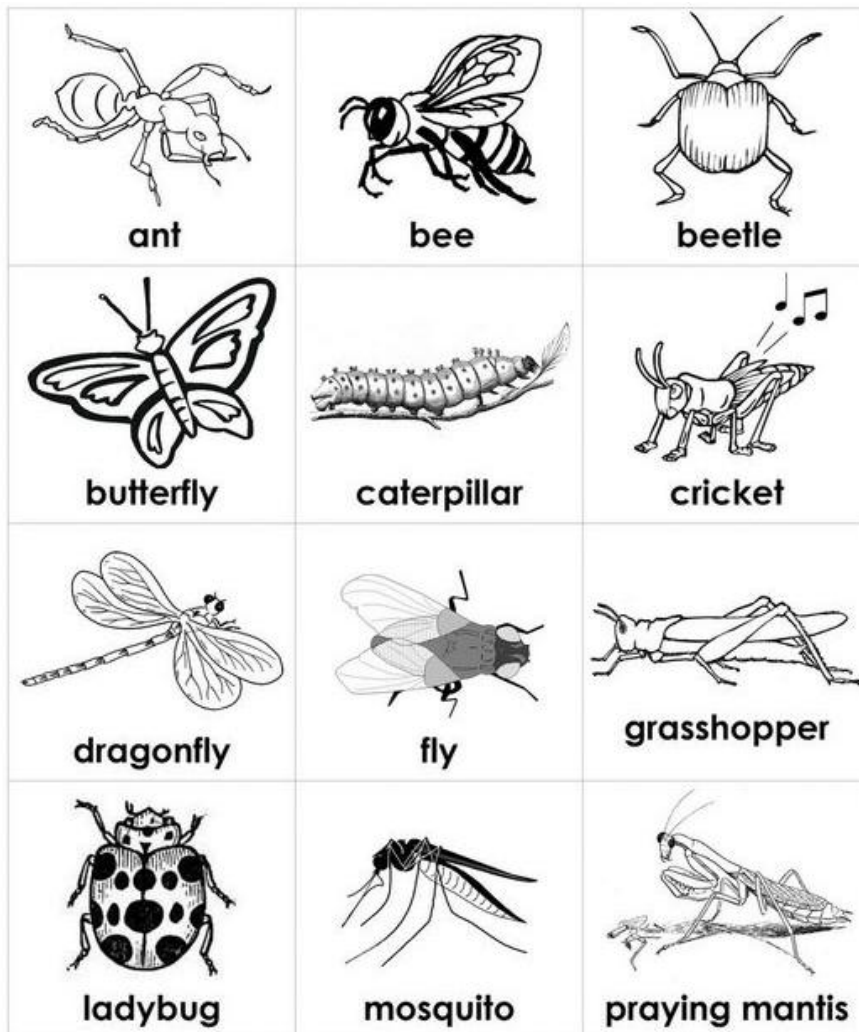 ant
bee
beetle
butterfly
caterpillar
cricket
dragonfly
fly
grasshopper
ladybug
mosquito
praying mantis